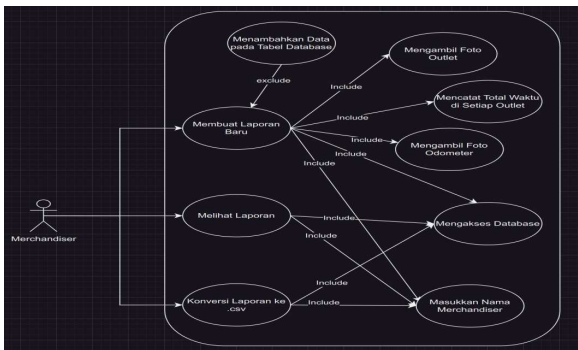 Menambahkan Data
pada Tabel Database
Mengambil Foto
Outlet
exclude
Include
Mencatat Total Waktu
di Setiap Outlet
Membuat Laporan
Baru
Include
Include
Mengambil Foto
Odometer
Include
Merchandiser
Melihat Laporan
Include
Mengakses Database
Include
Include
Konversi Laporan ke
.csv
Include
Masukkan Nama
Merchandiser